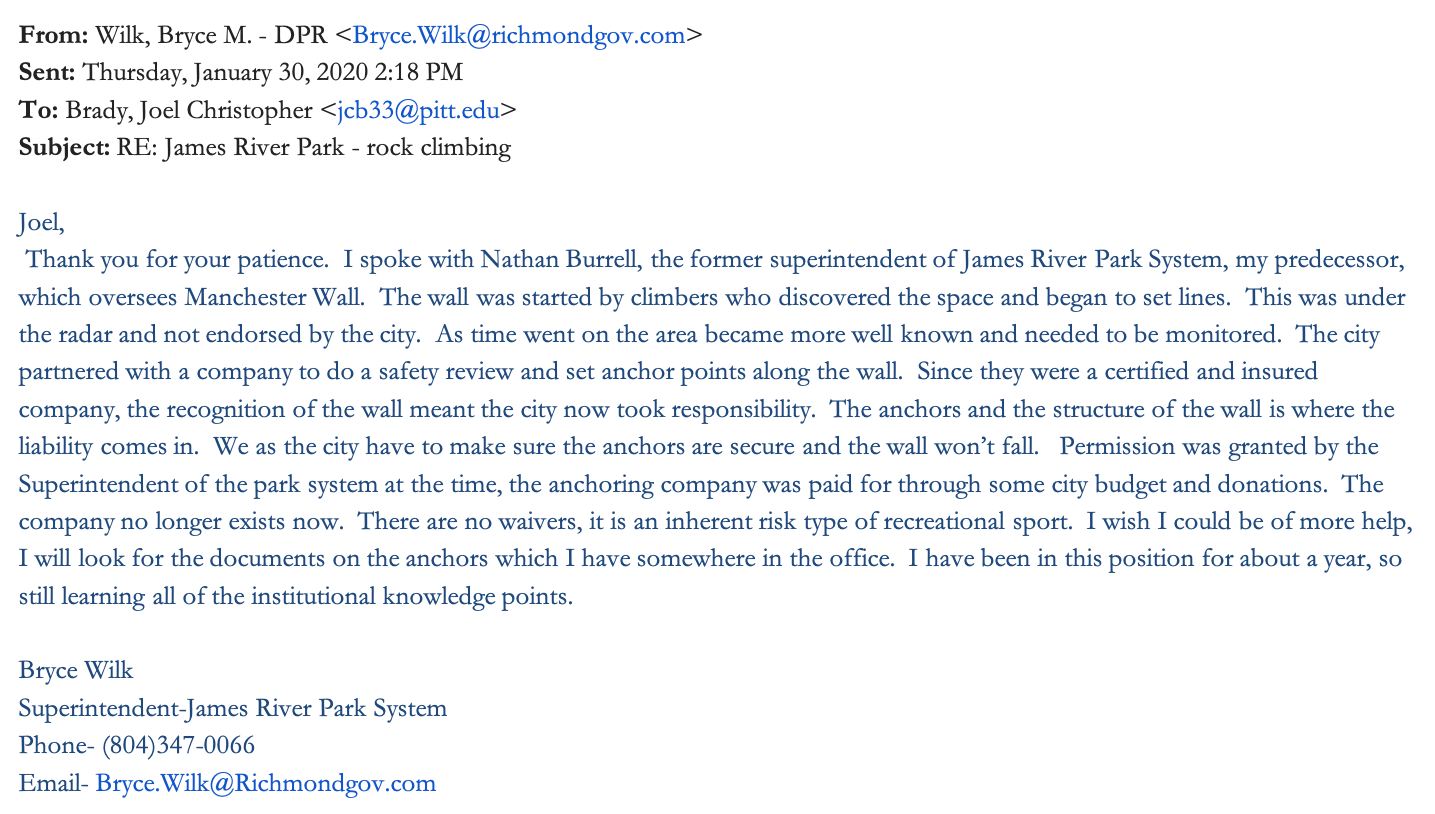 From: Wilk, Bryce M. - DPR <Bryce.Wilk@richmondgov.com>
Sent: Thursday, January 30, 2020 2:18 PM
To: Brady, Joel Christopher <jcb33@pitt.edu>
Subject: RE: James River Park - rock climbing
Joel,
Thank you for your patience.  I spoke with Nathan Burrell, the former superintendent of James River Park System, my predecessor,
which oversees Manchester Wall.  The wall was started by climbers who discovered the space and began to set lines.  This was under
the radar and not endorsed by the city.  As time went on the area became more well known and needed to be monitored.  The city
partnered with a company to do a safety review and set anchor points along the wall.  Since they were a certified and insured
company, the recognition of the wall meant the city now took responsibility.  The anchors and the structure of the wall is where the
liability comes in.  We as the city have to make sure the anchors are secure and the wall won’t fall.   Permission was granted by the
Superintendent of the park system at the time, the anchoring company was paid for through some city budget and donations.  The
company no longer exists now.  There are no waivers, it is an inherent risk type of recreational sport.  I wish I could be of more help,
I will look for the documents on the anchors which I have somewhere in the office.  I have been in this position for about a year, so
still learning all of the institutional knowledge points.
Bryce Wilk
Superintendent-James River Park System
Phone- (804)347-0066
Email- Bryce.Wilk@Richmondgov.com